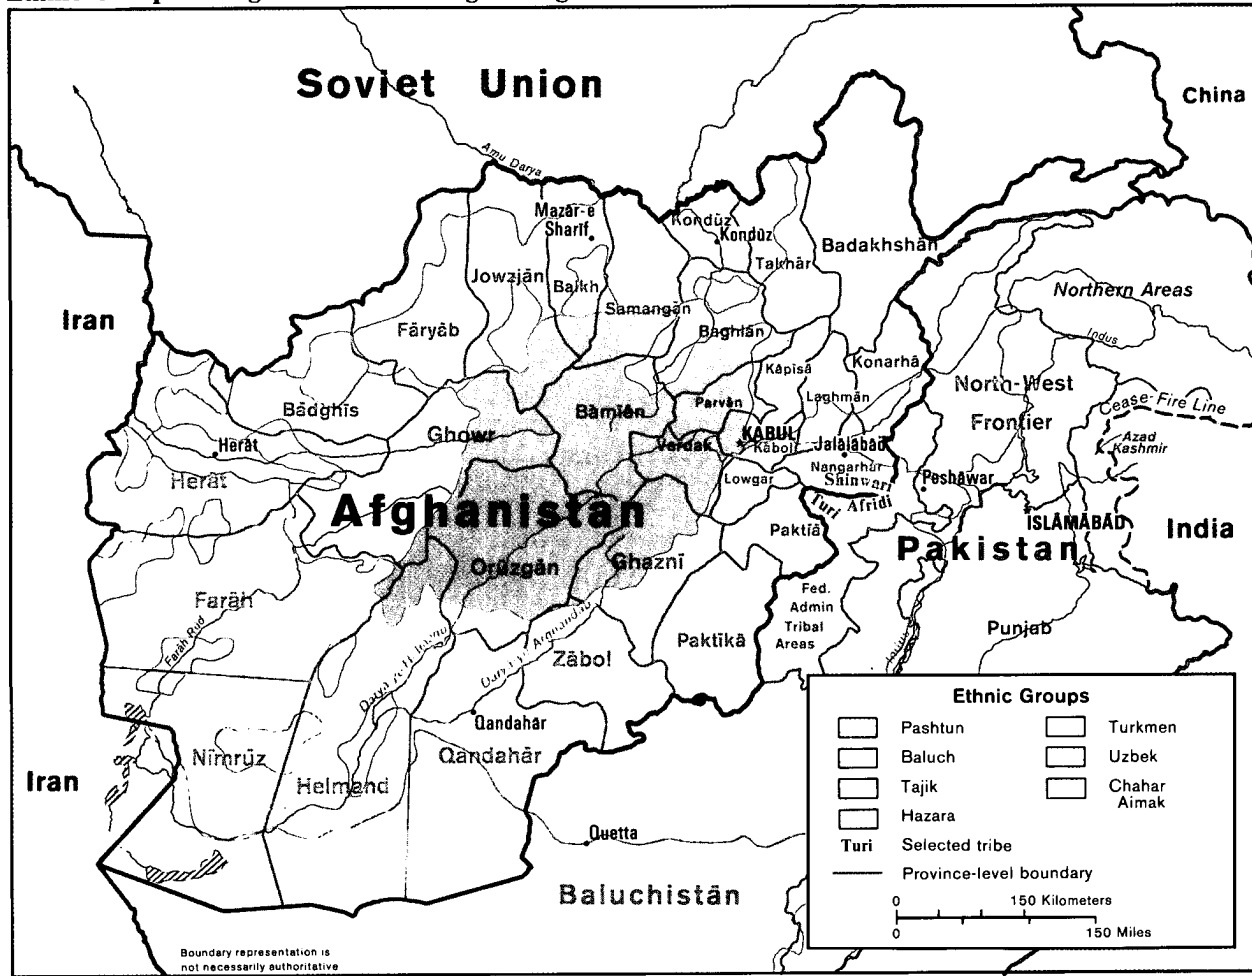 Soviet Union
China
Amu Darya
Mazār-e
Sharīf
Kondūz
Kondūz
Badakhshān
Takhār
Jowzjān
Balkh
Samangān
Northern Areas
Iran
Fāryāb
Baghlān
Indus
Konarhā
Kāpīsā
North-West
Frontier
Bādghīs
Bāmīān
Parvān
Laghmān
Cease-Fire Line
Ghowr
Herāt
Vardak
KABUL
Kābol
Jalālābād
Azad
Kashmir
Nangarhār
Shinwari
Herāt
Lowgar
Peshāwar
Turi
Afridi
Afghanistan
ISLĀMĀBĀD
India
Paktīā
Pakistan
Orūzgān
Ghaznī
Farāh
Fed.
Admin
Tribal
Areas
Farāh Rud
Punjab
Paktīkā
Zābol
Indus
Qandahār
Nīmrūz
Qandahār
Iran
Helmand
Quetta
Baluchistān
Ethnic Groups
Pashtun
Turkmen
Baluch
Uzbek
Tajik
Chahar
Aimak
Hazara
Turi Selected tribe
Province-level boundary
0 150 Kilometers
0 150 Miles
Boundary representation is
not necessarily authoritative